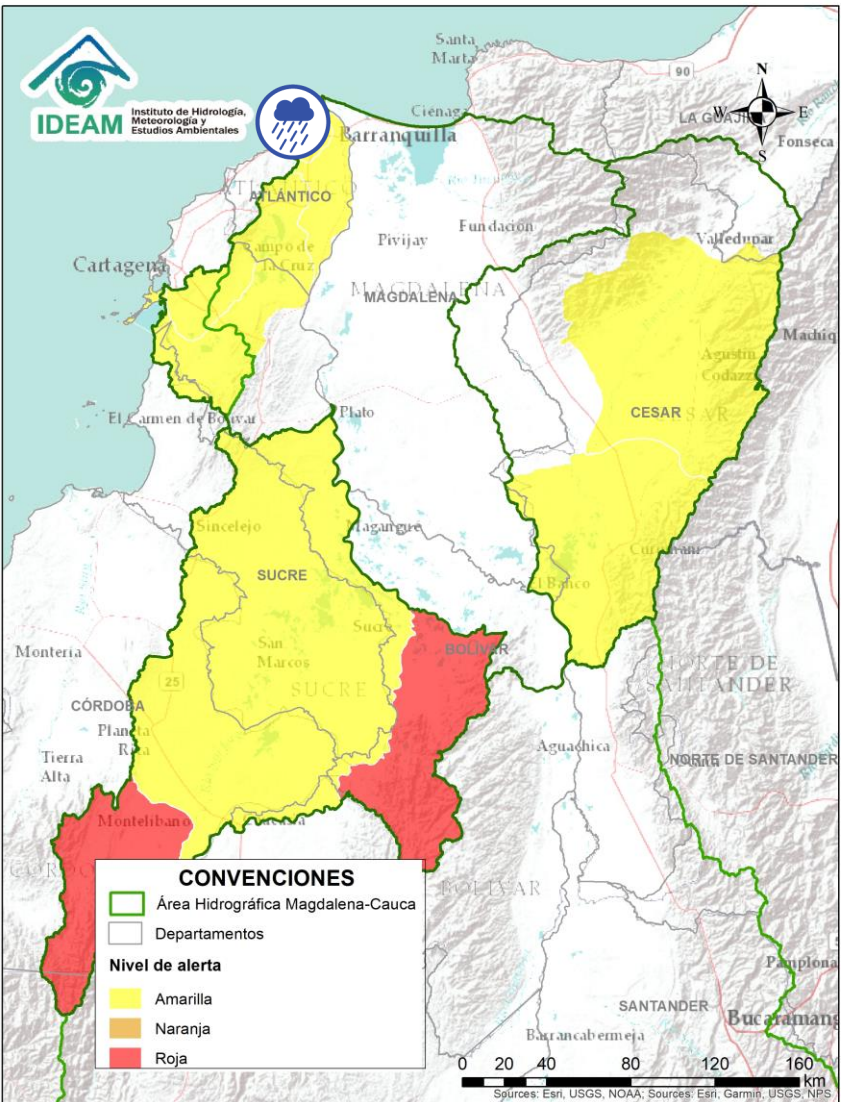 IDEAM
Instituto de Hidrología,
Meteorología y
Estudios Ambientales
Santa
Marta
90
N
W
E
S
LA GUAJIRA
Ciénaga
Barranquilla
Fonseca
ATLÁNTICO
ATLÁNTICO
Fundación
Campo de
la Cruz
Pivijay
Valledupar
Cartagena
MAGDALENA
MAGDALENA
Agustín
Codazzi
CESAR
El Carmen de Bolívar
Plato
Sincelejo
Magangue
SUCRE
El Banco
Sucre
San
Marcos
BOLÍVAR
Montería
SUCRE
25
NORTE DE
SANTANDER
CÓRDOBA
Planeta
Rica
Aguachica
Tierra
Alta
NORTE DE SANTANDER
Montelibano
BOLÍVAR
CONVENCIONES
Área Hidrográfica Magdalena-Cauca
Departamentos
Nivel de alerta
Amarilla
Naranja
Roja
Pamplona
SANTANDER
Bucaramang
Barrancabermeja
0 20 40 80 120 160
km
Sources: Esri, USGS, NOAA; Sources: Esri, Garmin, USGS, NPS